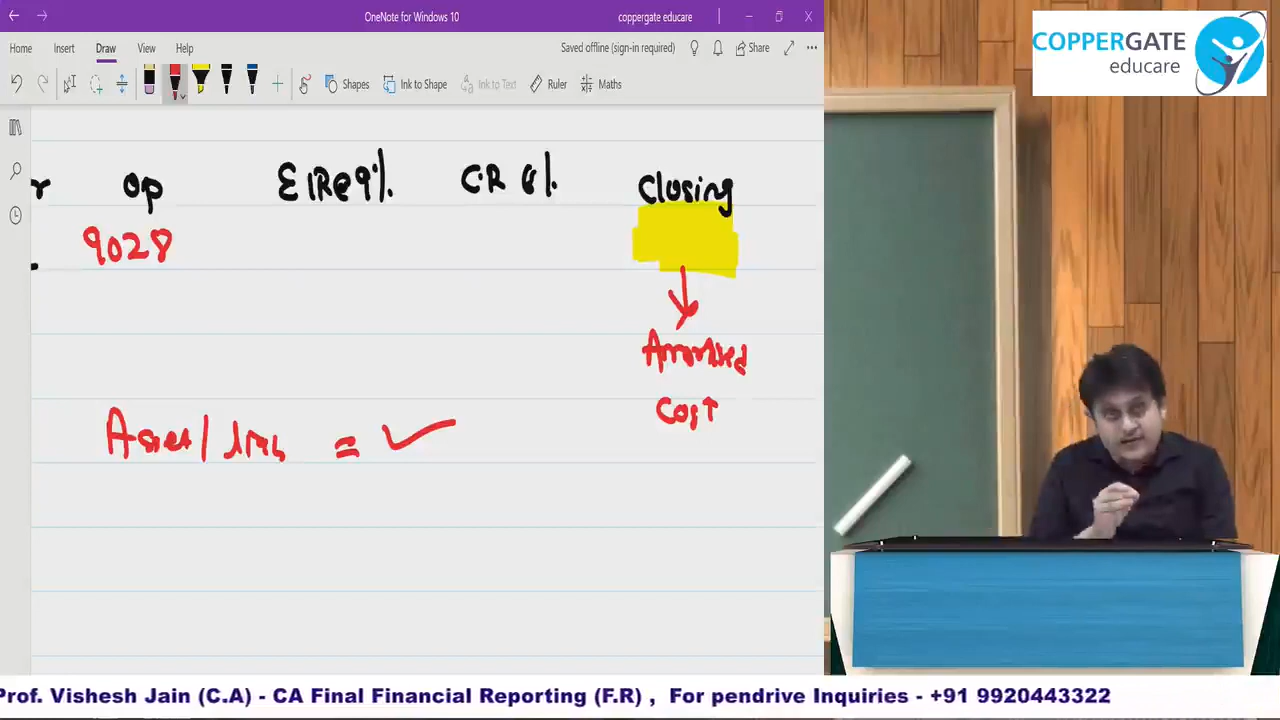 OneNote for Windows 10
coppergate educare
Home Insert Draw View Help
Saved offline (sign-in required)
Share
Shapes
Ink to Shape
Ink to Text
Ruler
Maths
COPPERGATE
educare
r Op EIR@9% C.R 6% Closing
9028
Amortised
Cost
Asset/ =
Prof. Vishesh Jain (C.A) - CA Final Financial Reporting (F.R) , For pendrive Inquiries - +91 9920443322